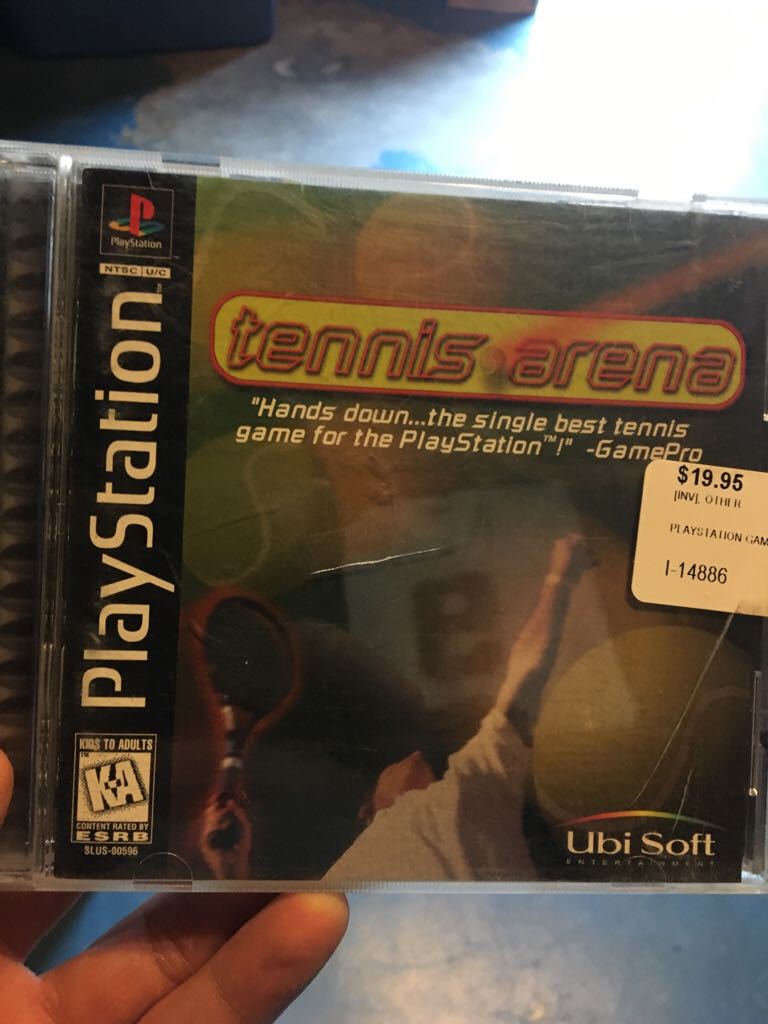 PlayStation
NTSC U/C
PlayStation
tennis arena
"Hands down...the single best tennis
game for the PlayStation™!" -GamePro
$19.95
[INV], OTHER
PLAYSTATION GAM
I-14886
KIDS TO ADULTS
K-A
CONTENT RATED BY
ESRB
SLUS-00596
Ubi Soft
ENTERTAINMENT